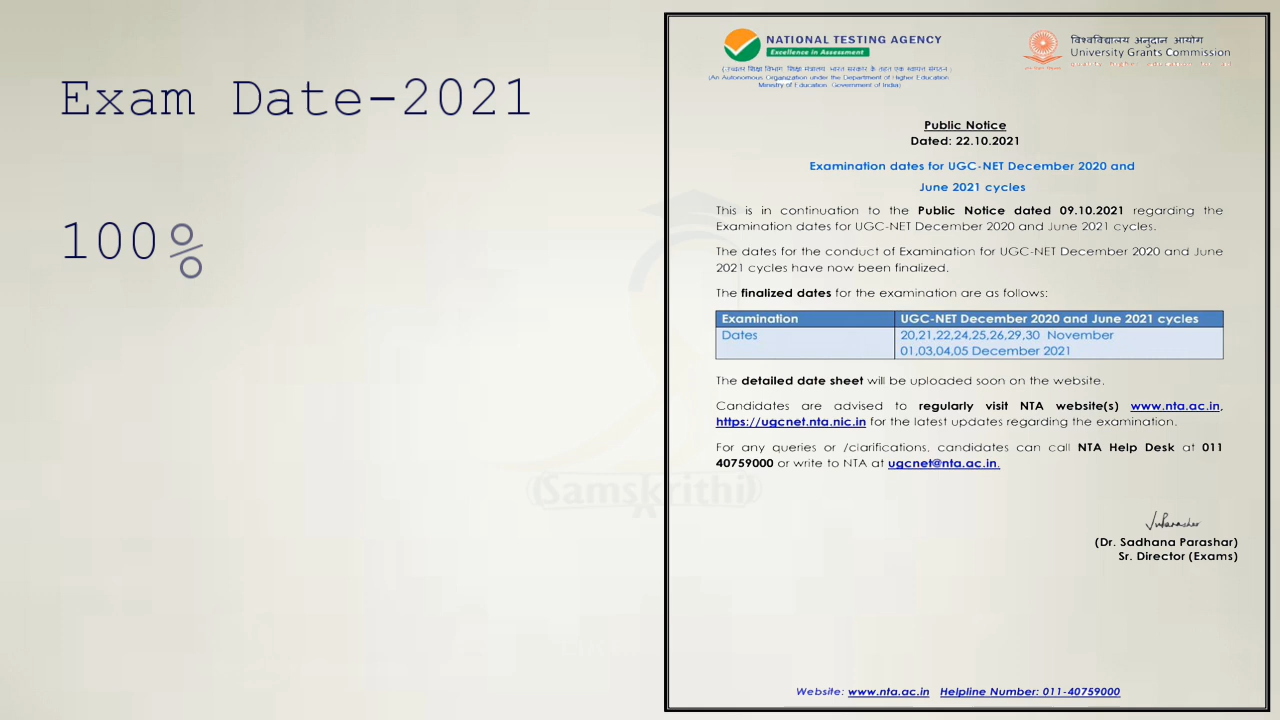 Exam Date-2021
100%
NATIONAL TESTING AGENCY
Excellence in Assessment
(उच्चतर शिक्षा विभाग, शिक्षा मंत्रालय, भारत सरकार के तहत एक स्वायत्त संगठन)
(An Autonomous Organization under the Department of Higher Education
Ministry of Education, Government of India)
विश्वविद्यालय अनुदान आयोग
University Grants Commission
Public Notice
Dated: 22.10.2021
Examination dates for UGC-NET December 2020 and
June 2021 cycles
This is in continuation to the Public Notice dated 09.10.2021 regarding the
Examination dates for UGC-NET December 2020 and June 2021 cycles.
The dates for the conduct of Examination for UGC-NET December 2020 and June
2021 cycles have now been finalized.
The finalized dates for the examination are as follows:
Examination UGC-NET December 2020 and June 2021 cycles
Dates 20,21,22,24,25,26,29,30 November
01,03,04,05 December 2021
The detailed date sheet will be uploaded soon on the website.
Candidates are advised to regularly visit NTA website(s) www.nta.ac.in,
https://ugcnet.nta.nic.in for the latest updates regarding the examination.
For any queries or /clarifications, candidates can call NTA Help Desk at 011
40759000 or write to NTA at ugcnet@nta.ac.in.
(Samskrithi)
(Dr. Sadhana Parashar)
Sr. Director (Exams)
Website: www.nta.ac.in Helpline Number: 011-40759000